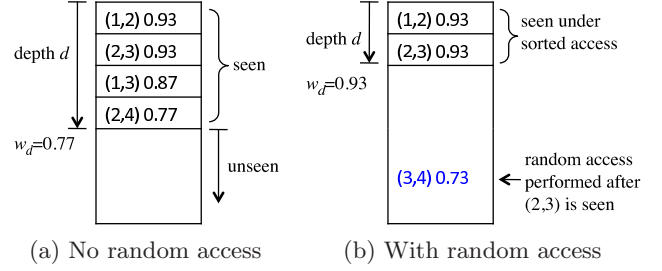 (1,2) 0.93
(2,3) 0.93
(1,3) 0.87
(2,4) 0.77
depth d
seen
w_d=0.77
unseen
(a) No random access
(1,2) 0.93
(2,3) 0.93
depth d
seen under
sorted access
w_d=0.93
(3,4) 0.73
random access
performed after
(2,3) is seen
(b) With random access